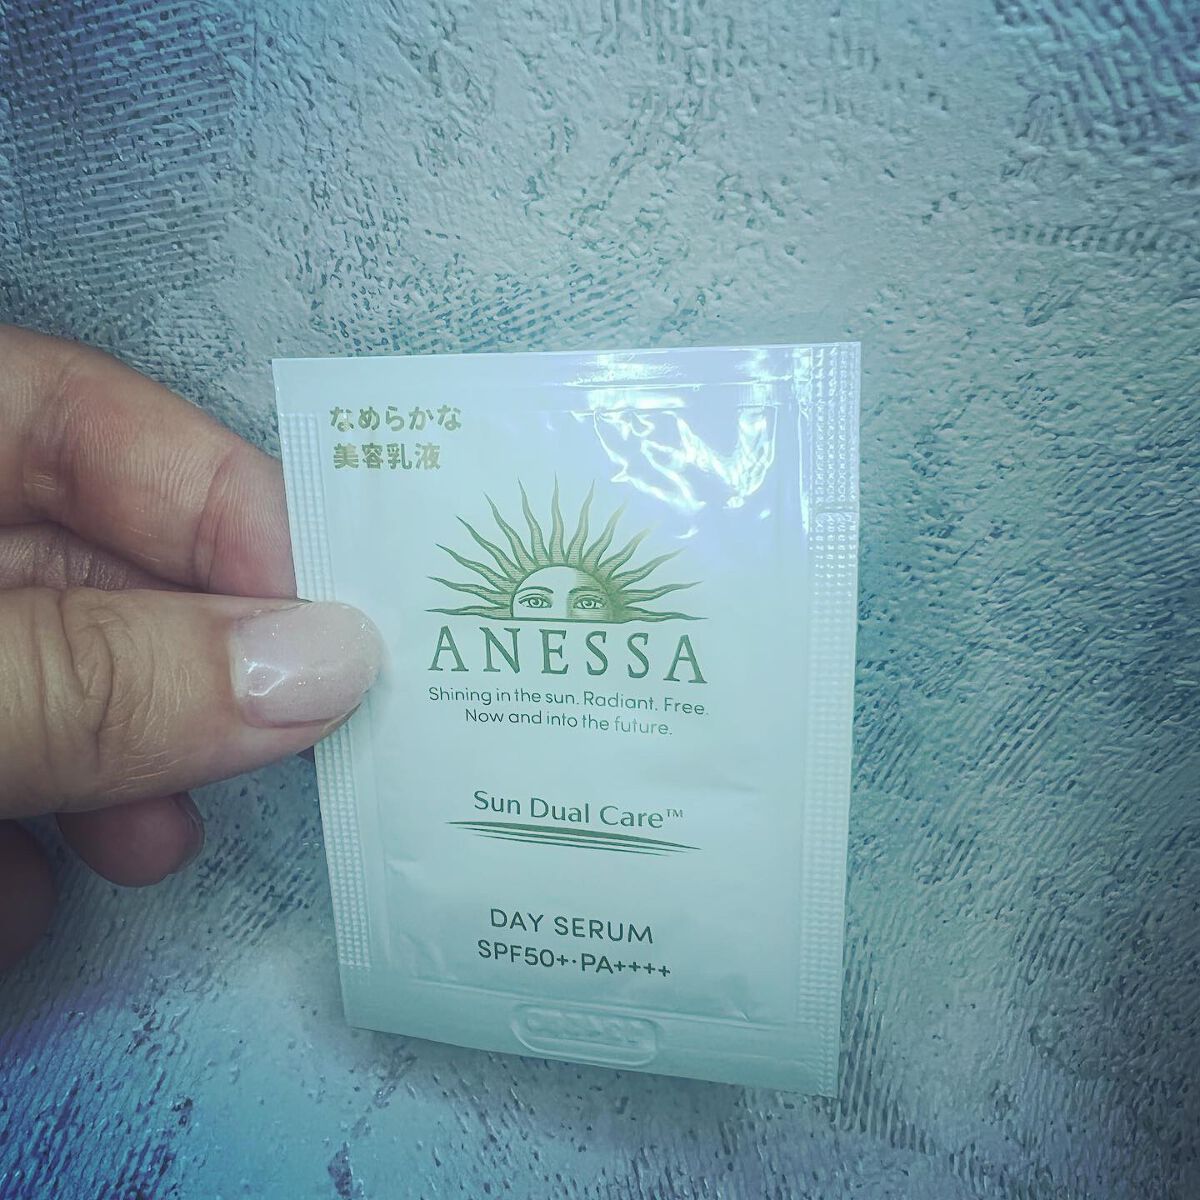 なめらかな
美容乳液
ANESSA
Shining in the sun. Radiant. Free.
Now and into the future.
Sun Dual Care™
DAY SERUM
SPF50+･PA++++